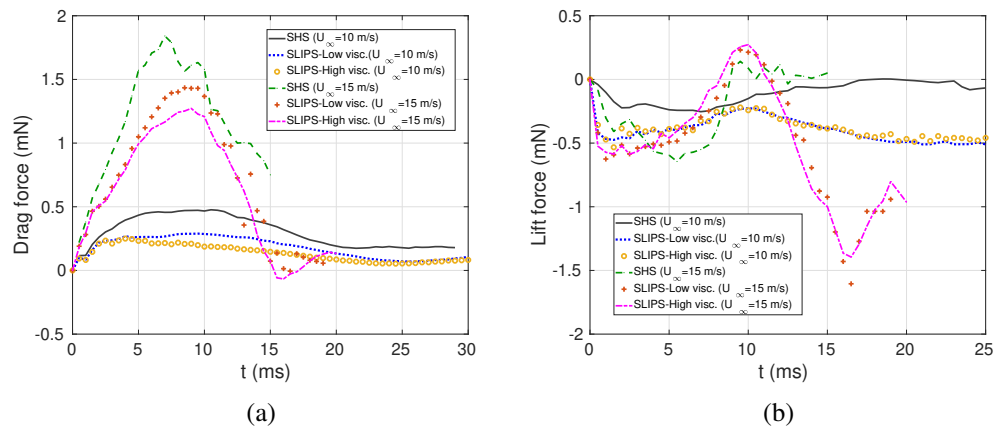 2
1.5
1
0.5
0
-0.5
Drag force (mN)
SHS (U∞=10 m/s)
SLIPS-Low visc.(U∞=10 m/s)
SLIPS-High visc.(U∞=10 m/s)
SHS (U∞=15 m/s)
SLIPS-Low visc.(U∞=15 m/s)
SLIPS-High visc.(U∞=15 m/s)
0 5 10 15 20 25 30
t (ms)
(a)
0.5
0
-0.5
-1
-1.5
-2
Lift force (mN)
SHS (U∞=10 m/s)
SLIPS-Low visc.(U∞=10 m/s)
SLIPS-High visc. (U∞=10 m/s)
SHS (U∞=15 m/s)
SLIPS-Low visc. (U∞=15 m/s)
SLIPS-High visc. (U∞=15 m/s)
0 5 10 15 20 25
t (ms)
(b)